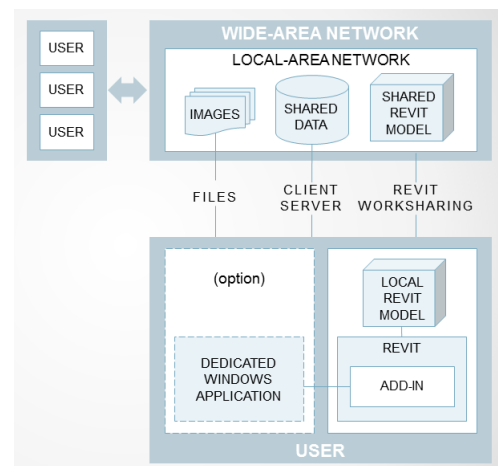 USER
USER
USER
WIDE-AREA NETWORK
LOCAL-AREA NETWORK
IMAGES
SHARED
DATA
SHARED
REVIT
MODEL
FILES
CLIENT
SERVER
REVIT
WORKSHARING
(option)
DEDICATED
WINDOWS
APPLICATION
LOCAL
REVIT
MODEL
REVIT
ADD-IN
USER